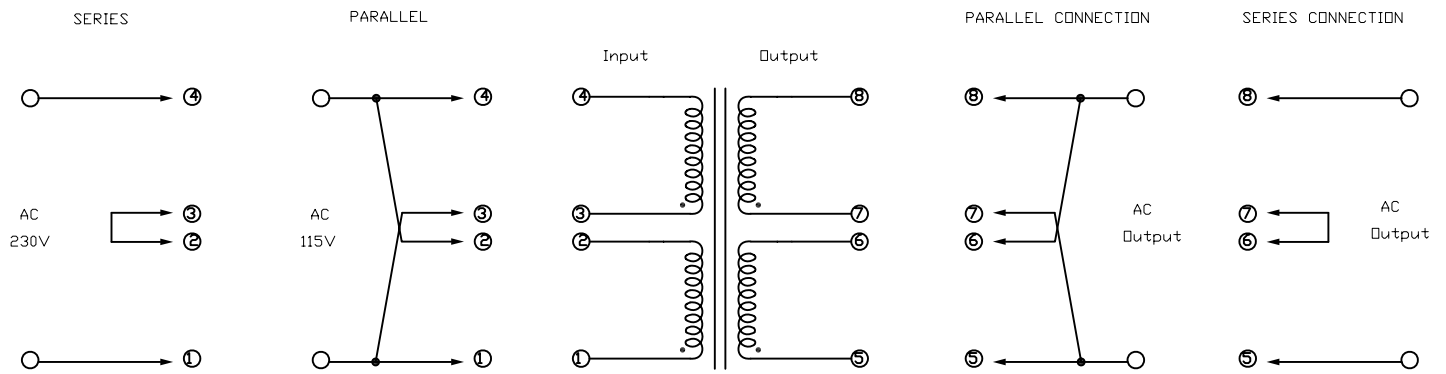 SERIES
PARALLEL
PARALLEL CONNECTION
SERIES CONNECTION
Input
Output
4
4
4
8
8
8
3
3
3
7
7
7
AC
230V
AC
115V
AC
Output
AC
Output
2
2
2
6
6
6
1
1
1
5
5
5